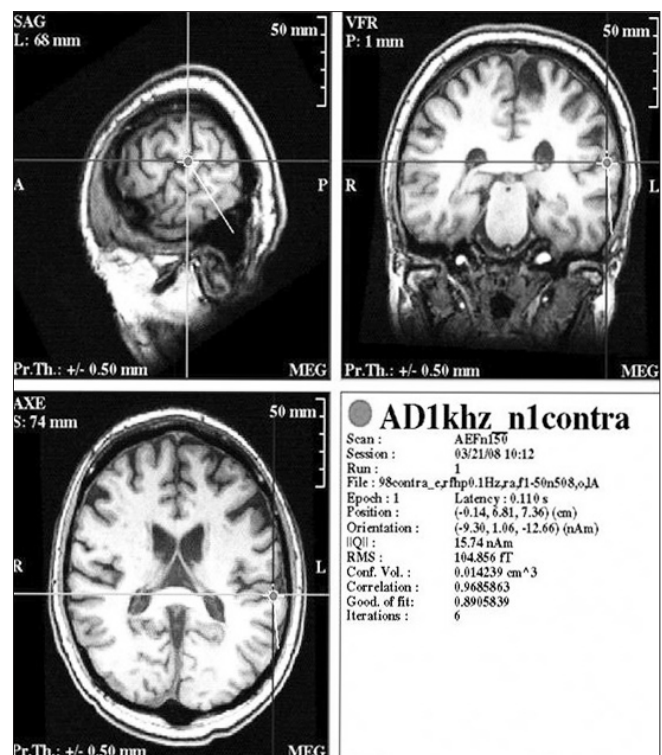 SAG
L: 68 mm
50 mm
A
P
Pr.Th.: +/- 0.50 mm
MEG
VFR
P: 1 mm
50 mm
R
L
Pr.Th.: +/- 0.50 mm
MEG
AXE
S: 74 mm
50 mm
R
L
Pr.Th.: +/- 0.50 mm
MEG
AD1khz_n1contra
Scan : AEFn150
Session : 03/21/08 10:12
Run : 1
File : 98contra_e,rfhp0.1Hz,ra,f1-50n508,o,lA
Epoch : 1 Latency : 0.110 s
Position : (-0.14, 6.81, 7.36) (cm)
Orientation : (-9.30, 1.06, -12.66) (nAm)
||Q|| : 15.74 nAm
RMS : 104.856 fT
Conf. Vol. : 0.014239 cm^3
Correlation : 0.9685863
Good. of fit: 0.8905839
Iterations : 6